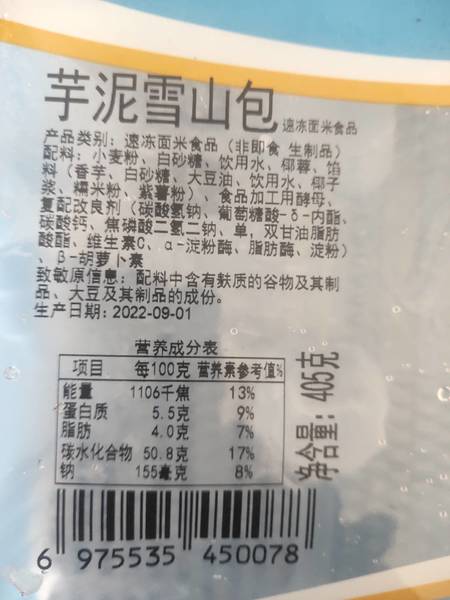 芋泥雪山包 速冻面米食品
产品类别：速冻面米食品（非即食 生制品）
配料：小麦粉、白砂糖、饮用水、椰蓉、馅
料（香芋、白砂糖、大豆油、饮用水、椰子
浆、糯米粉、紫薯粉）、食品加工用酵母、
复配改良剂（碳酸氢钠、葡萄糖酸-δ-内酯、
碳酸钙、焦磷酸二氢二钠、单，双甘油脂肪
酸酯、维生素C、α-淀粉酶、脂肪酶、淀粉）
、β-胡萝卜素
致敏原信息：配料中含有麸质的谷物及其制
品、大豆及其制品的成份。
生产日期：2022-09-01
营养成分表
项目 每100克 营养素参考值%
能量 1106千焦 13%
蛋白质 5.5克 9%
脂肪 4.0克 7%
碳水化合物 50.8克 17%
钠 155毫克 8%
净含量：405克
6 975535 450078